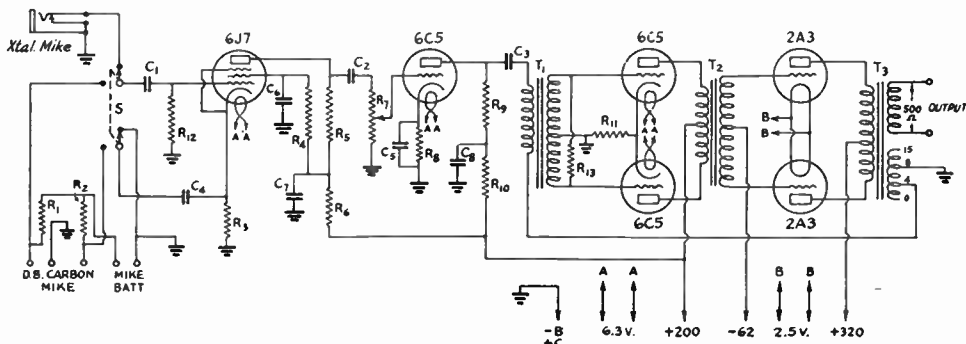 6J7
6C5
6C5
2A3
Xtal. Mike
C1
S
R12
C6
R4
R5
C2
R7
C5
R8
C3
R9
C8
R10
T1
R11
R13
A A
A A
A A
A A
T2
B
B
T3
500 Ω OUTPUT
15
8
4
0
C4
R3
C7
R6
R1
R2
6C5
2A3
D.B. CARBON MIKE
MIKE BATT
A A
B B
-B
+C
6.3 V.
+200
-62
2.5 V.
+320